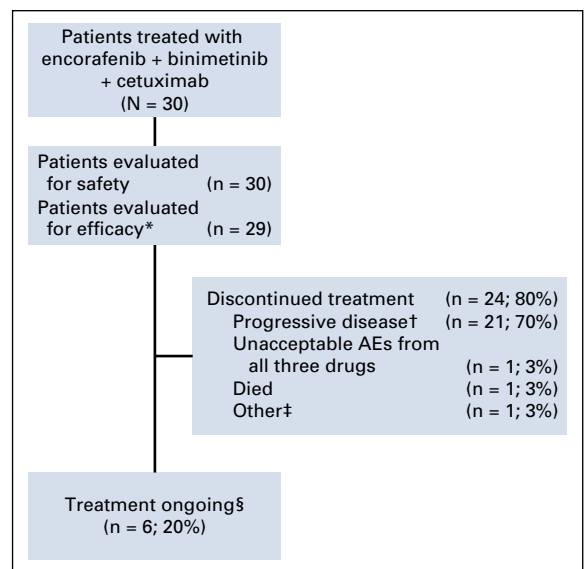 Patients treated with
encorafenib + binimetinib
+ cetuximab
(N = 30)
Patients evaluated
for safety (n = 30)
Patients evaluated
for efficacy* (n = 29)
Discontinued treatment (n = 24; 80%)
Progressive disease† (n = 21; 70%)
Unacceptable AEs from
all three drugs (n = 1; 3%)
Died (n = 1; 3%)
Other‡ (n = 1; 3%)
Treatment ongoing§
(n = 6; 20%)